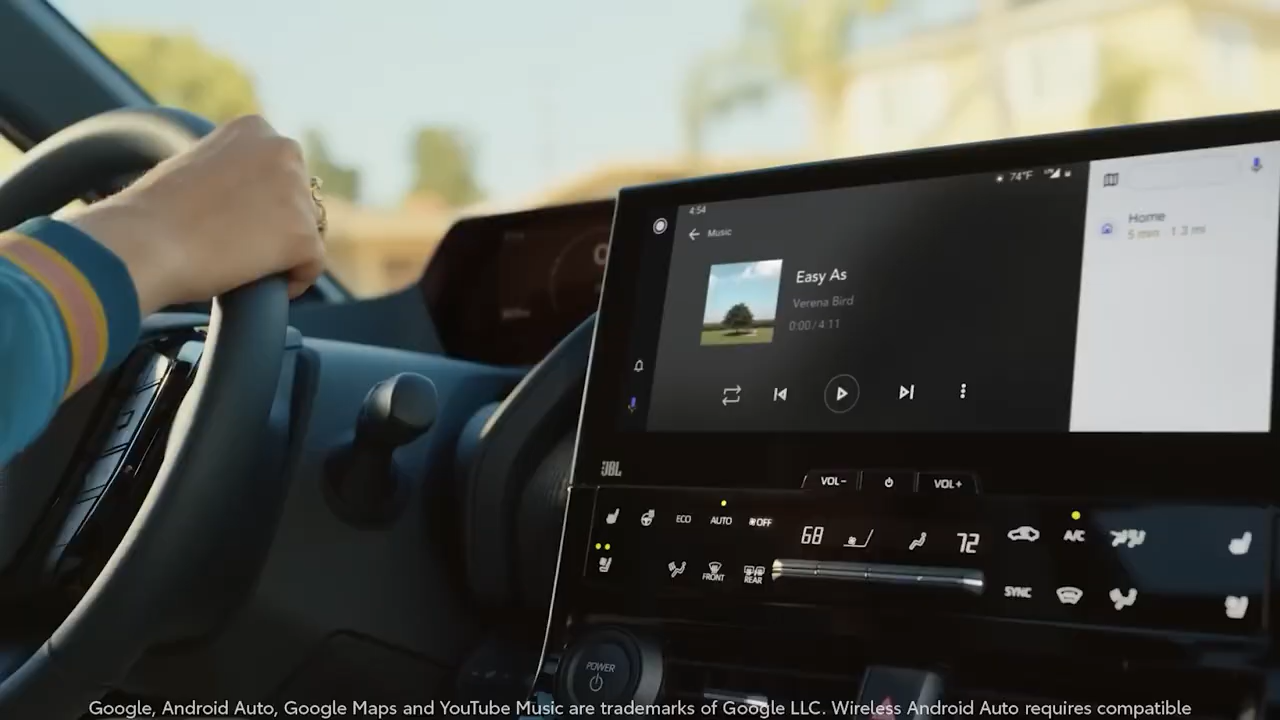 74°F LTE
4:54
Music
Home
5 min · 1.3 mi
Easy As
Verena Bird
0:00/4:11
JBL
VOL- VOL+
ECO AUTO OFF 68 72 A/C
FRONT REAR SYNC
POWER
Google, Android Auto, Google Maps and YouTube Music are trademarks of Google LLC. Wireless Android Auto requires compatible